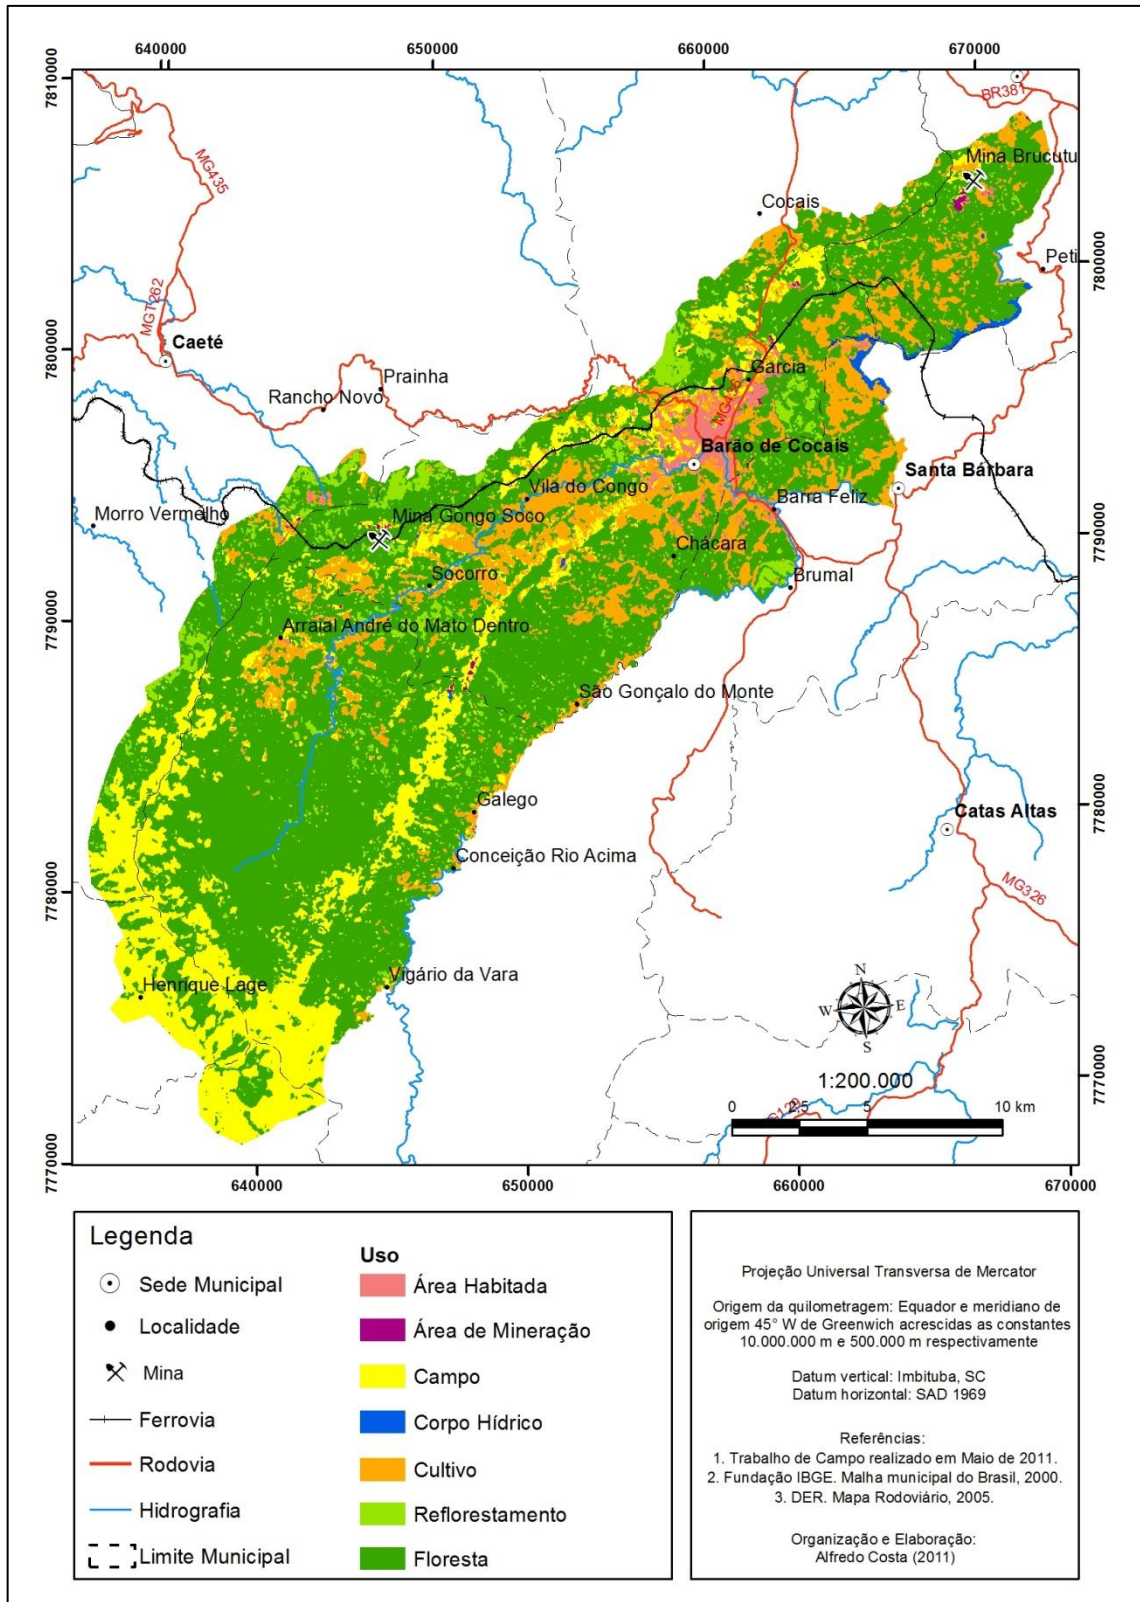 640000
650000
660000
670000
7810000
7800000
7790000
7780000
7770000
7800000
7790000
7780000
7770000
BR381
MG435
Mina Brucutu
Cocais
Peti
MGT262
Caeté
Prainha
Rancho Novo
Garcia
MG436
Barão de Cocais
Santa Bárbara
Vila do Congo
Barra Feliz
Morro Vermelho
Mina Gongo Soco
Chácara
Socorro
Brumal
Arraial André do Mato Dentro
São Gonçalo do Monte
Galego
Catas Altas
Conceição Rio Acima
MG326
Vigário da Vara
Henrique Lage
N
W
E
S
1:200.000
0
2,5
5
10 km
640000
650000
660000
670000
Legenda
Sede Municipal
Localidade
Mina
Ferrovia
Rodovia
Hidrografia
Limite Municipal
Uso
Área Habitada
Área de Mineração
Campo
Corpo Hídrico
Cultivo
Reflorestamento
Floresta
Projeção Universal Transversa de Mercator
Origem da quilometragem: Equador e meridiano de
origem 45° W de Greenwich acrescidas as constantes
10.000.000 m e 500.000 m respectivamente
Datum vertical: Imbituba, SC
Datum horizontal: SAD 1969
Referências:
1. Trabalho de Campo realizado em Maio de 2011.
2. Fundação IBGE. Malha municipal do Brasil, 2000.
3. DER. Mapa Rodoviário, 2005.
Organização e Elaboração:
Alfredo Costa (2011)